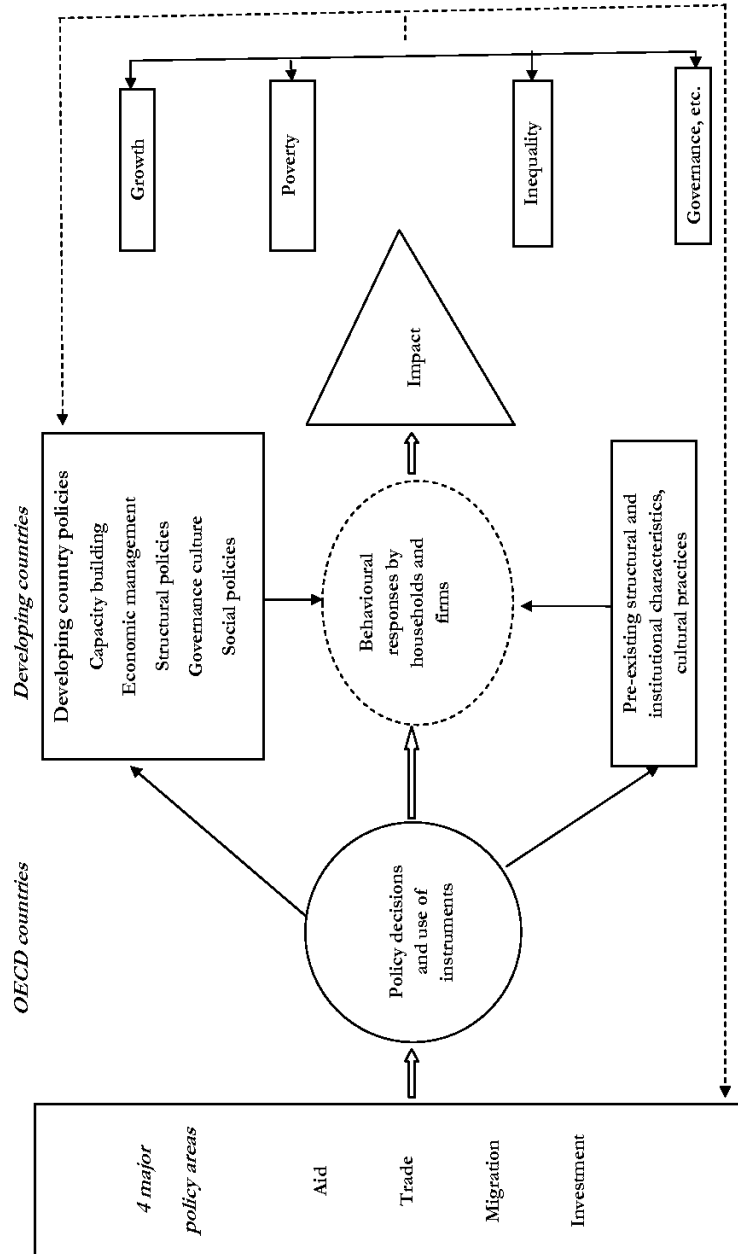 OECD countries
Developing countries
4 major
policy areas
Aid
Trade
Migration
Investment
Policy decisions
and use of
instruments
Developing country policies
Capacity building
Economic management
Structural policies
Governance culture
Social policies
Behavioural
responses by
households and
firms
Pre-existing structural and
institutional characteristics,
cultural practices
Impact
Growth
Poverty
Inequality
Governance, etc.